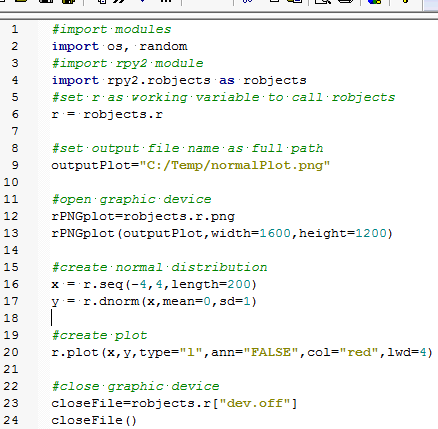 1 #import modules
2 import os, random
3 #import rpy2 module
4 import rpy2.robjects as robjects
5 #set r as working variable to call robjects
6 r = robjects.r
7
8 #set output file name as full path
9 outputPlot="C:/Temp/normalPlot.png"
10
11 #open graphic device
12 rPNGplot=robjects.r.png
13 rPNGplot(outputPlot,width=1600,height=1200)
14
15 #create normal distribution
16 x = r.seq(-4,4,length=200)
17 y = r.dnorm(x,mean=0,sd=1)
18
19 #create plot
20 r.plot(x,y,type="l",ann="FALSE",col="red",lwd=4)
21
22 #close graphic device
23 closeFile=robjects.r["dev.off"]
24 closeFile()